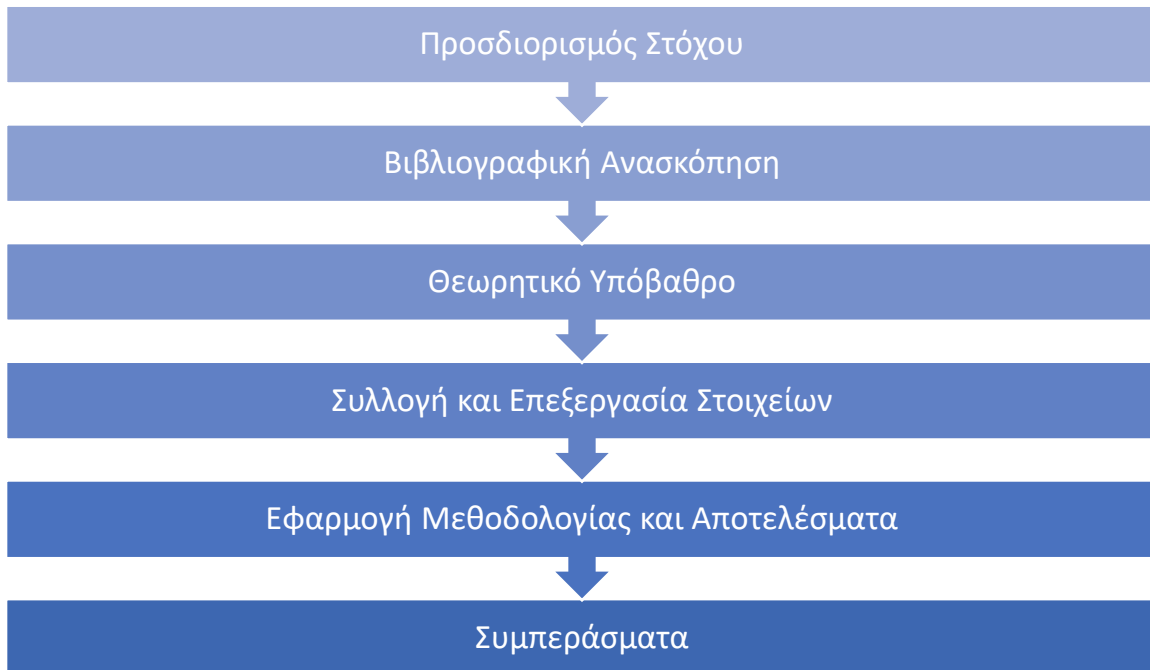 Προσδιορισμός Στόχου
Βιβλιογραφική Ανασκόπηση
Θεωρητικό Υπόβαθρο
Συλλογή και Επεξεργασία Στοιχείων
Εφαρμογή Μεθοδολογίας και Αποτελέσματα
Συμπεράσματα